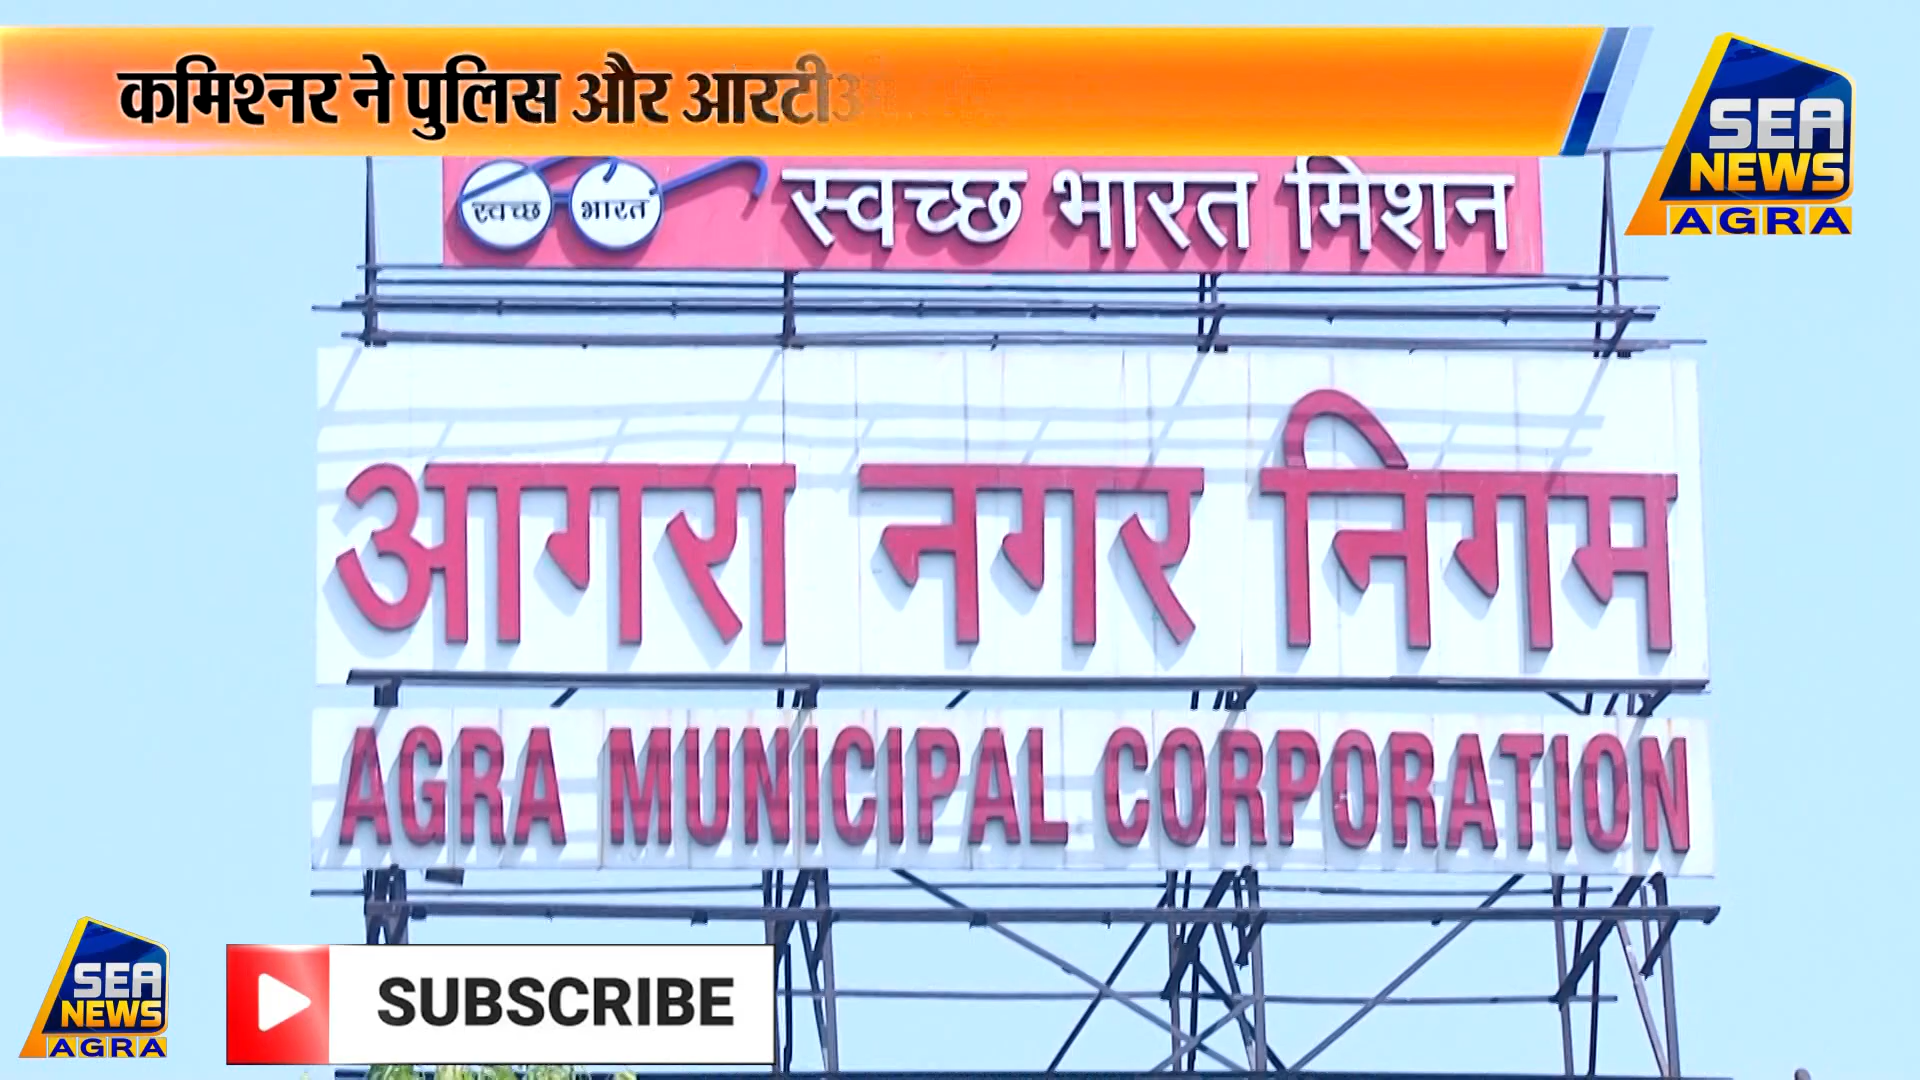 कमिश्नर ने पुलिस और आरटी
SEA
NEWS
AGRA
स्वच्छ भारत
स्वच्छ भारत मिशन
आगरा नगर निगम
AGRA MUNICIPAL CORPORATION
SEA
NEWS
AGRA
SUBSCRIBE